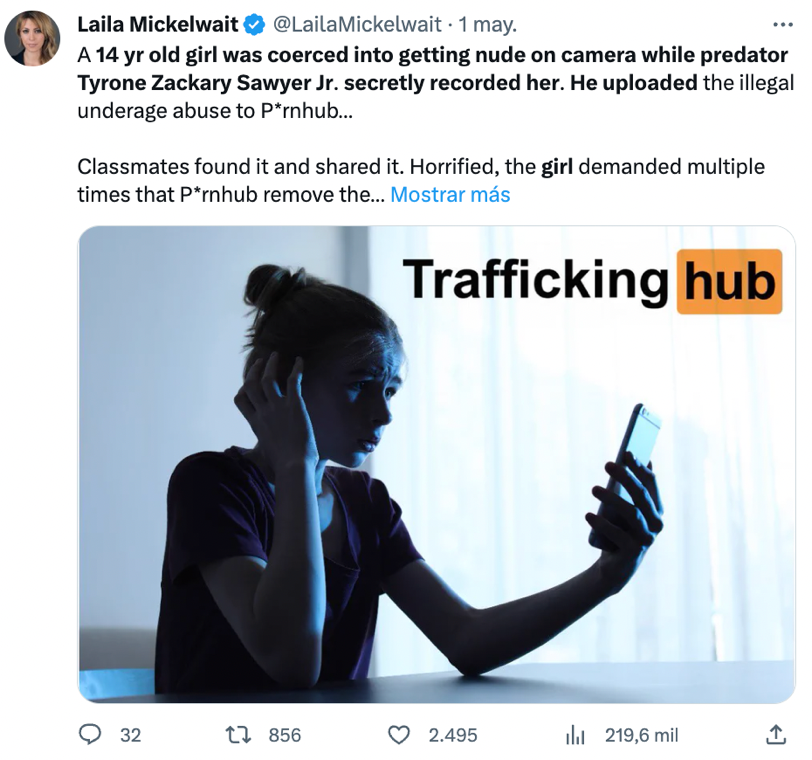 Laila Mickelwait @LailaMickelwait · 1 may.
A 14 yr old girl was coerced into getting nude on camera while predator
Tyrone Zackary Sawyer Jr. secretly recorded her. He uploaded the illegal
underage abuse to P*rnhub...
Classmates found it and shared it. Horrified, the girl demanded multiple
times that P*rnhub remove the... Mostrar más
Trafficking hub
32 856 2.495 219,6 mil